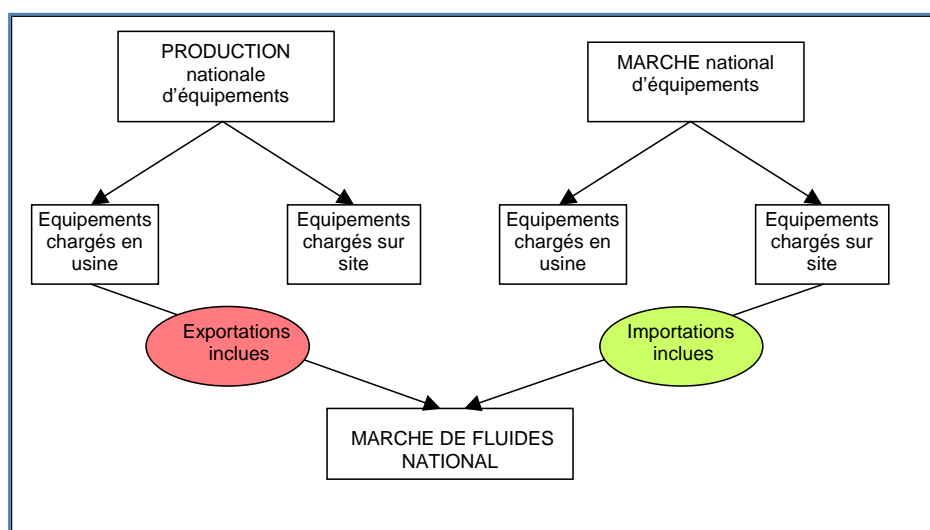 PRODUCTION
nationale
d'équipements
MARCHE national
d'équipements
Equipements
chargés en
usine
Equipements
chargés sur
site
Equipements
chargés en
usine
Equipements
chargés sur
site
Exportations
inclues
Importations
inclues
MARCHE DE FLUIDES
NATIONAL